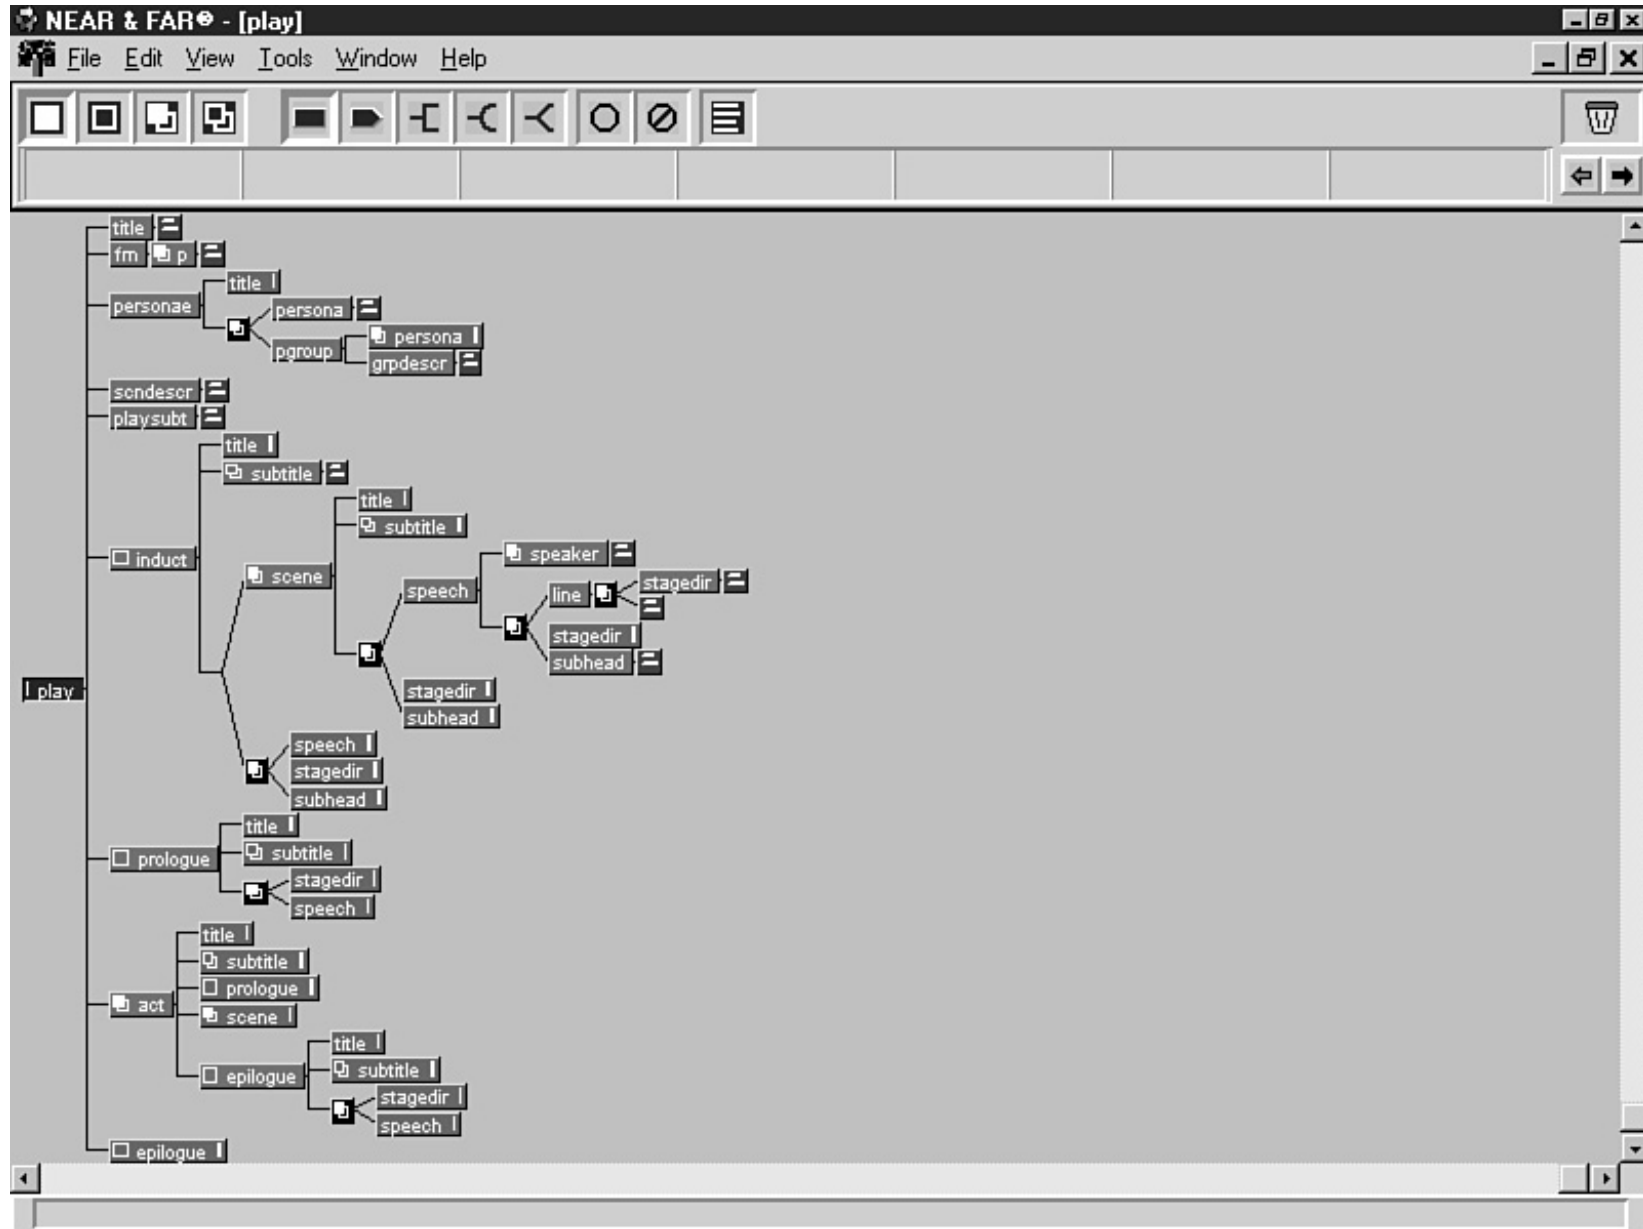 NEAR & FAR® - [play]
File Edit View Tools Window Help
title
fm p
title
personae
persona
persona
pgroup
grpdescr
scndescr
playsubt
title
subtitle
title
subtitle
speaker
induct
scene
stagedir
speech
line
stagedir
subhead
play
stagedir
subhead
speech
stagedir
subhead
title
subtitle
prologue
stagedir
speech
title
subtitle
prologue
act
scene
title
subtitle
epilogue
stagedir
speech
epilogue